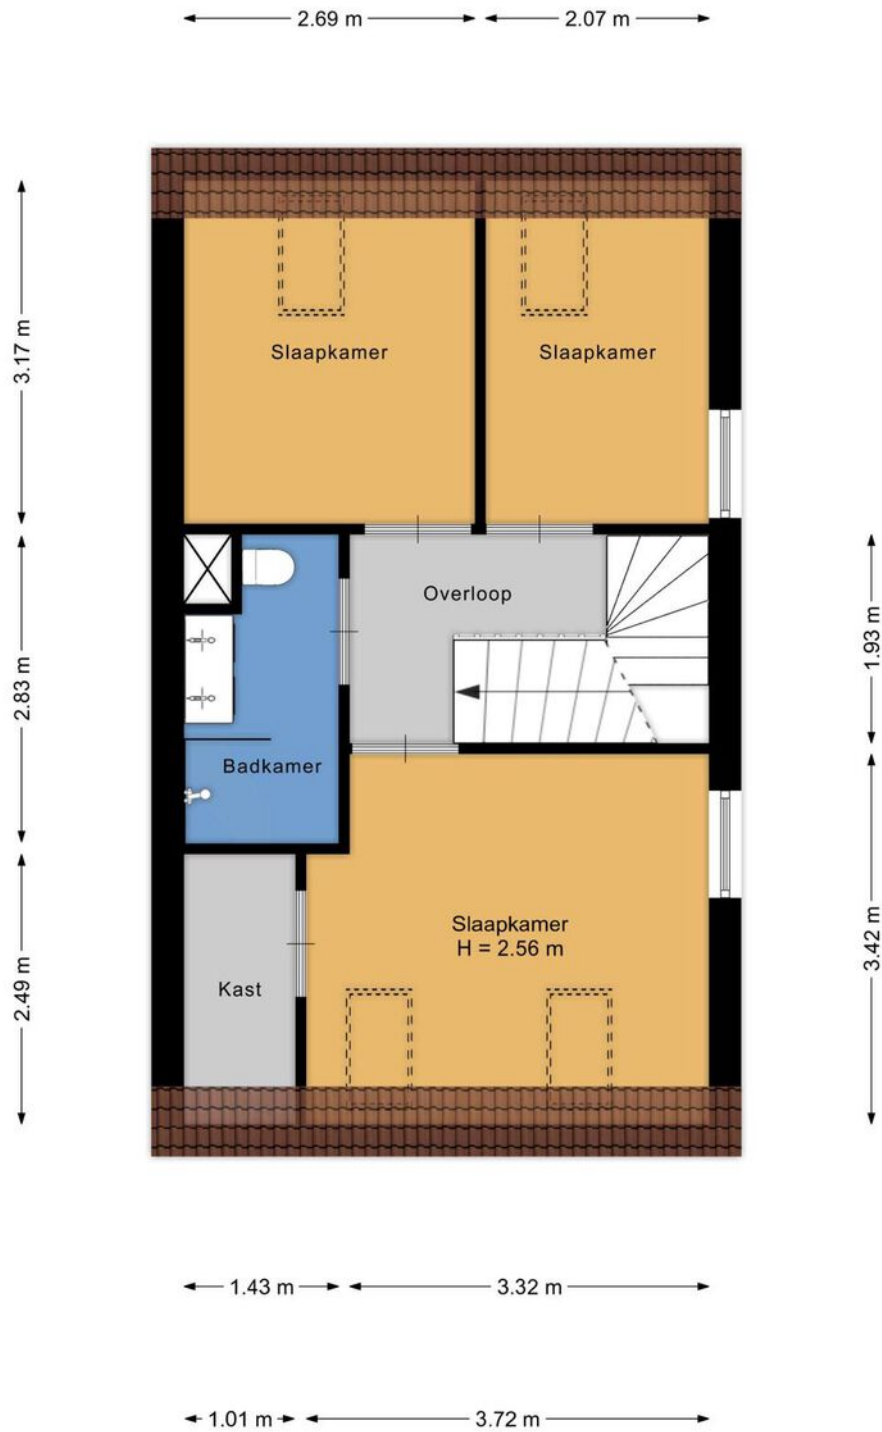 2.69 m
2.07 m
3.17 m
Slaapkamer
Slaapkamer
Overloop
1.93 m
2.83 m
Badkamer
Slaapkamer
H = 2.56 m
3.42 m
Kast
2.49 m
1.43 m
3.32 m
1.01 m
3.72 m